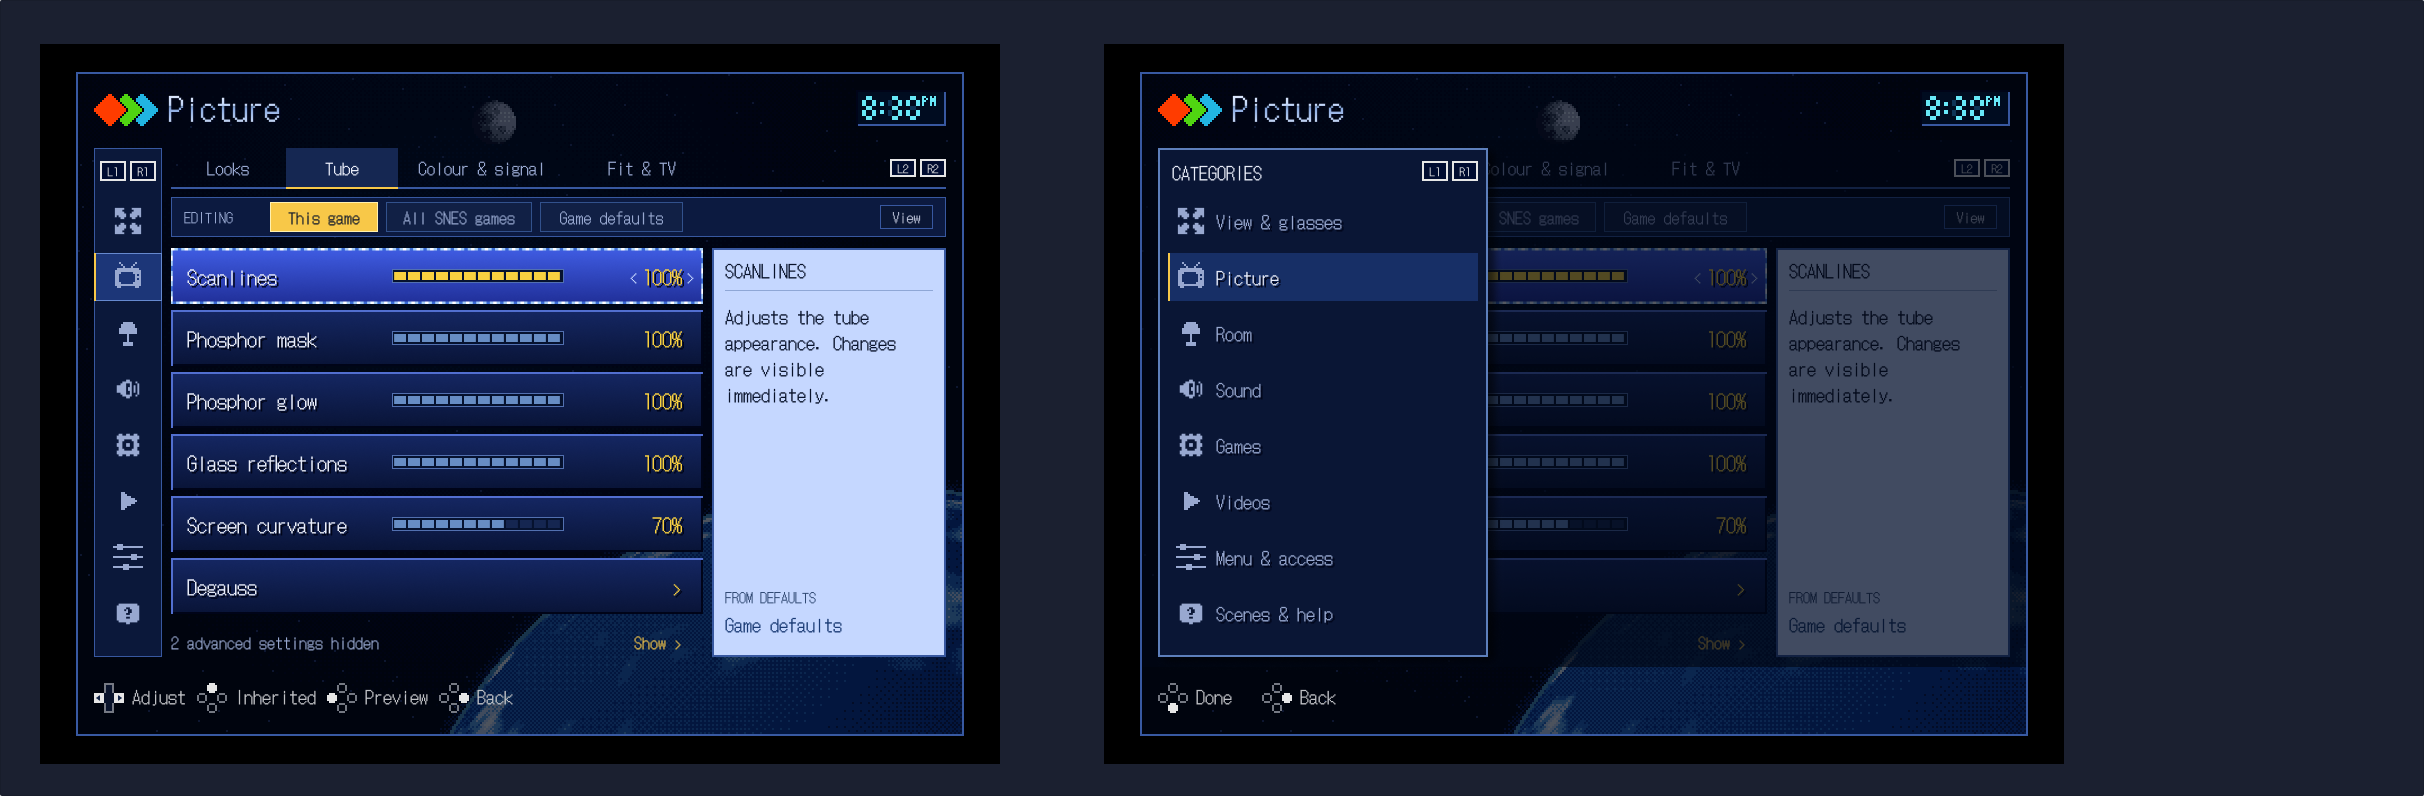 Picture
8:30PM
L1 R1
Looks
Tube
Colour & signal
Fit & TV
L2 R2
EDITING
This game
All SNES games
Game defaults
View
Scanlines
< 100% >
Phosphor mask
100%
Phosphor glow
100%
Glass reflections
100%
Screen curvature
70%
Degauss
>
2 advanced settings hidden
Show >
SCANLINES
Adjusts the tube
appearance. Changes
are visible
immediately.
FROM DEFAULTS
Game defaults
?
Adjust
Inherited
Preview
Back
Picture
8:30PM
CATEGORIES
L1 R1
View & glasses
Picture
Room
Sound
Games
Videos
Menu & access
? Scenes & help
olour & signal
Fit & TV
L2 R2
SNES games
Game defaults
View
< 100% >
100%
100%
100%
70%
>
Show >
SCANLINES
Adjusts the tube
appearance. Changes
are visible
immediately.
FROM DEFAULTS
Game defaults
Done
Back